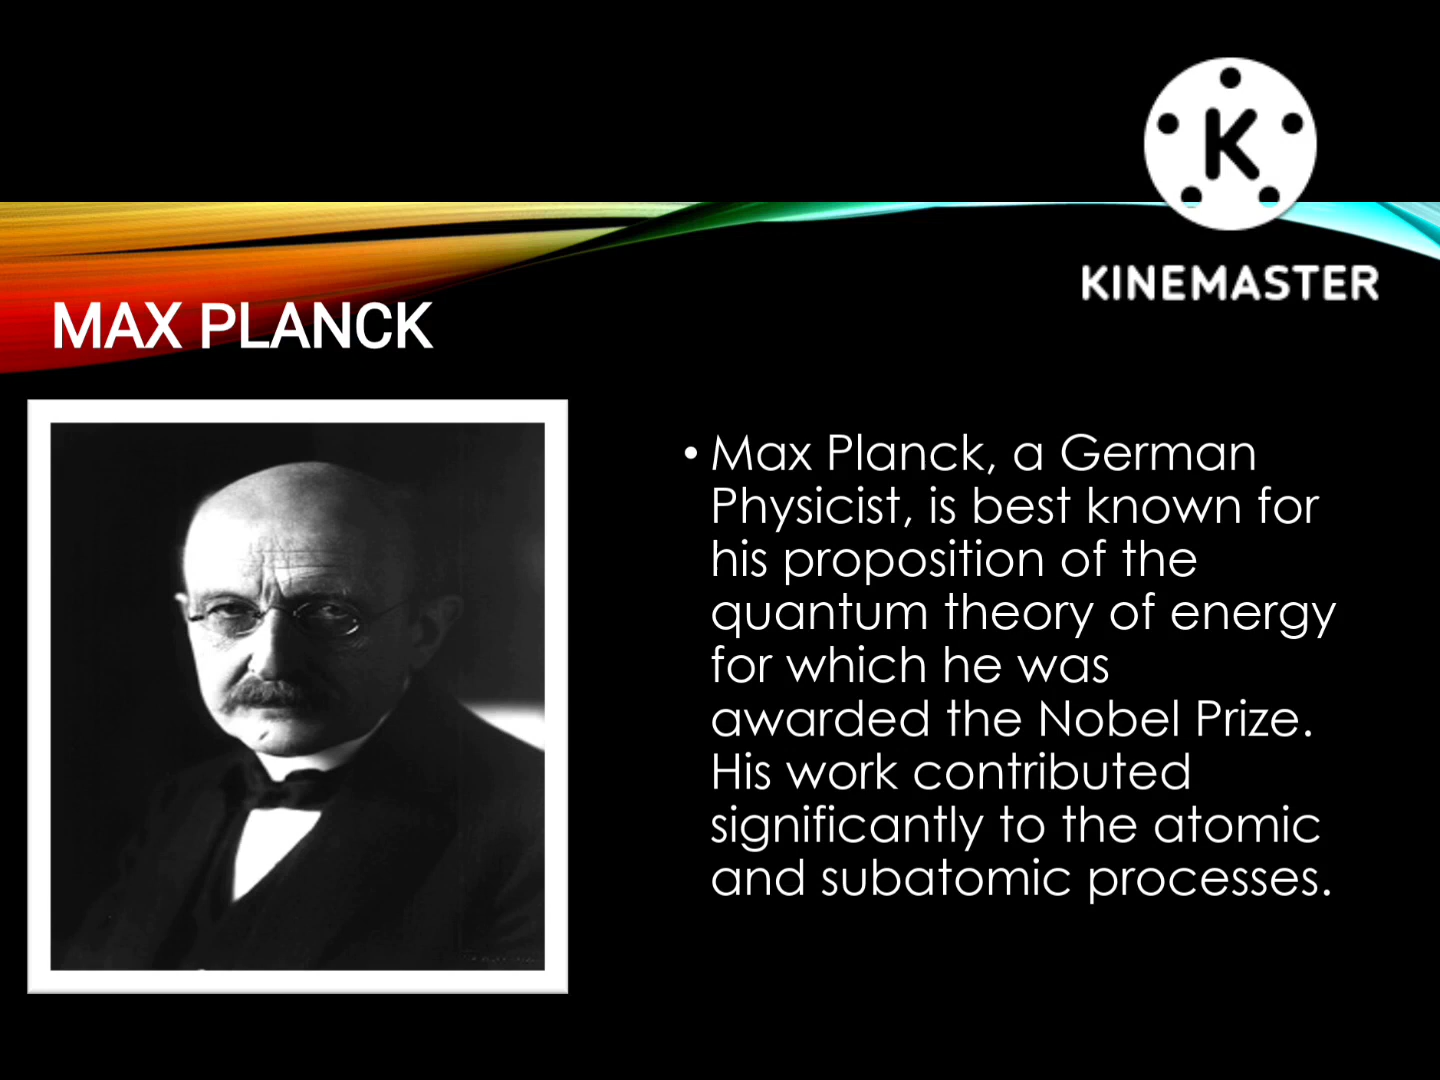 K
KINEMASTER
MAX PLANCK
• Max Planck, a German
Physicist, is best known for
his proposition of the
quantum theory of energy
for which he was
awarded the Nobel Prize.
His work contributed
significantly to the atomic
and subatomic processes.